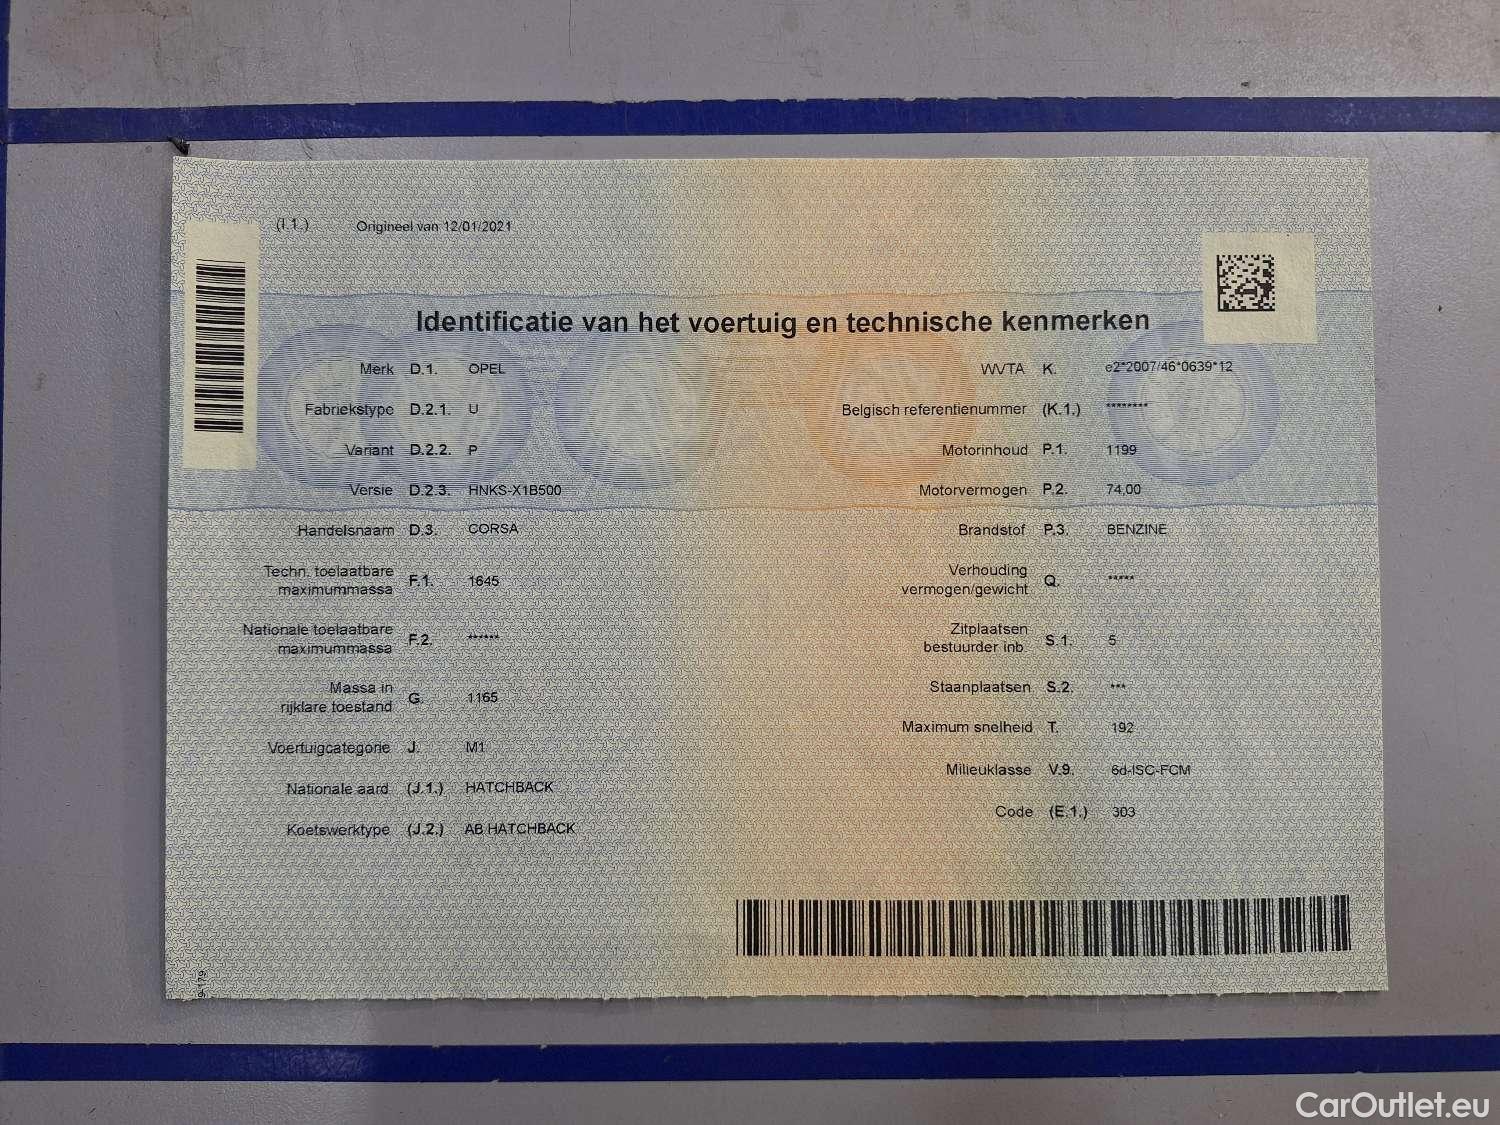 (I.1.) Origineel van 12/01/2021
Identificatie van het voertuig en technische kenmerken
Merk D.1. OPEL
Fabriekstype D.2.1. U
Variant D.2.2. P
Versie D.2.3. HNKS-X1B500
Handelsnaam D.3. CORSA
Techn. toelaatbare
maximummassa F.1. 1645
Nationale toelaatbare
maximummassa F.2. ******
Massa in
rijklare toestand G. 1165
Voertuigcategorie J. M1
Nationale aard (J.1.) HATCHBACK
Koetswerktype (J.2.) AB HATCHBACK
WVTA K. e2*2007/46*0639*12
Belgisch referentienummer (K.1.) ********
Motorinhoud P.1. 1199
Motorvermogen P.2. 74,00
Brandstof P.3. BENZINE
Verhouding
vermogen/gewicht Q. *****
Zitplaatsen
bestuurder inb. S.1. 5
Staanplaatsen S.2. ***
Maximum snelheid T. 192
Milieuklasse V.9. 6d-ISC-FCM
Code (E.1.) 303
CarOutlet.eu